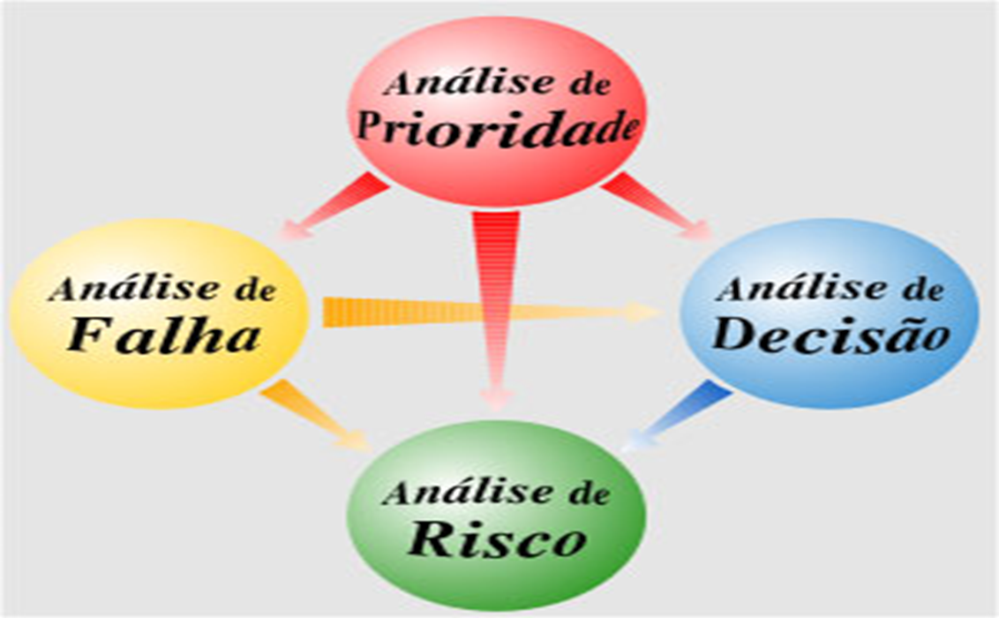 Análise de
Prioridade
Análise de
Falha
Análise de
Decisão
Análise de
Risco